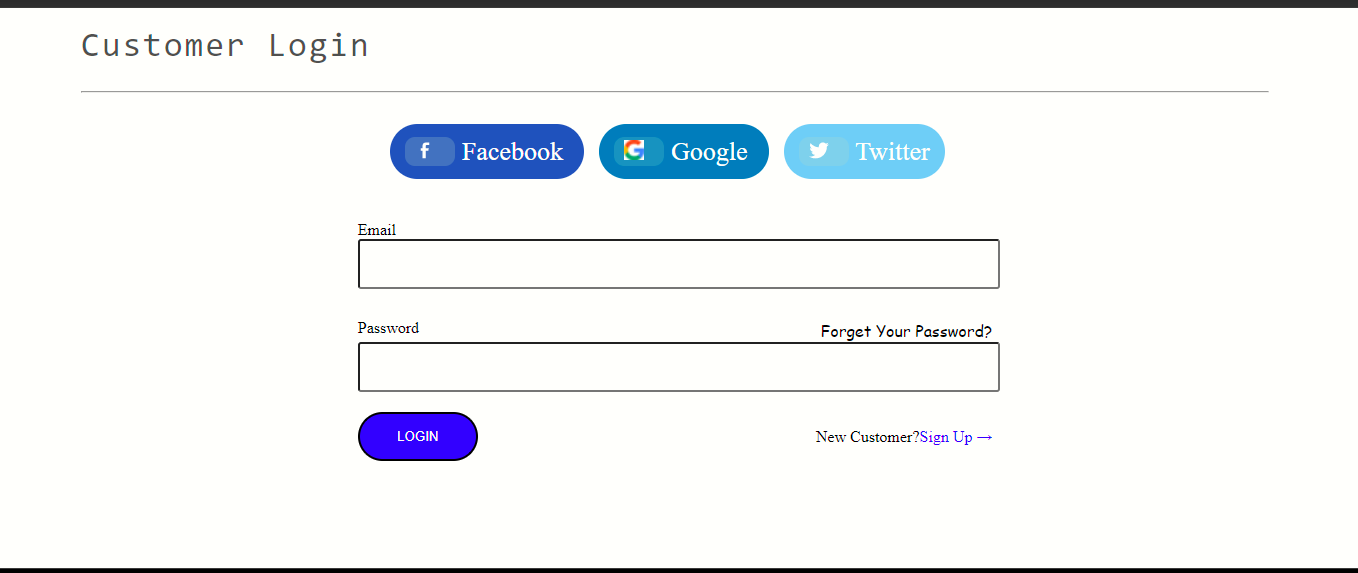 Customer Login
Facebook Google Twitter
Email
Password Forget Your Password?
LOGIN New Customer?Sign Up →